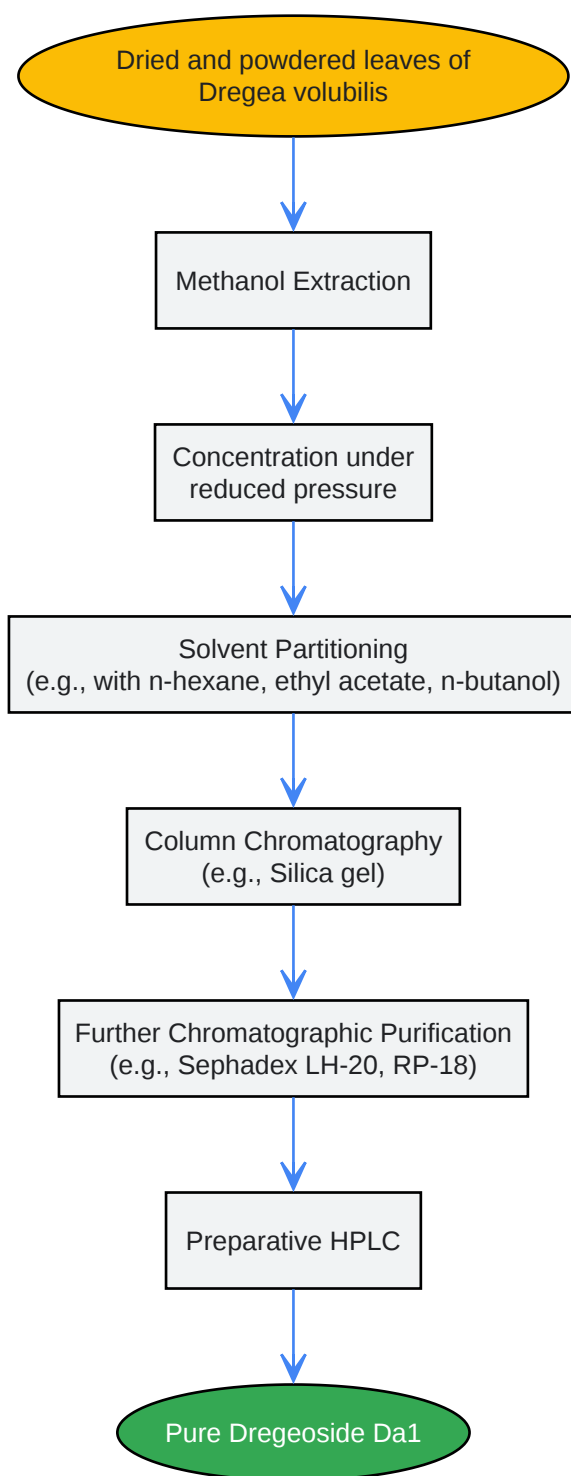 Dried and powdered leaves of
Dregea volubilis
Methanol Extraction
Concentration under
reduced pressure
Solvent Partitioning
(e.g., with n-hexane, ethyl acetate, n-butanol)
Column Chromatography
(e.g., Silica gel)
Further Chromatographic Purification
(e.g., Sephadex LH-20, RP-18)
Preparative HPLC
Pure Dregeoside Da1